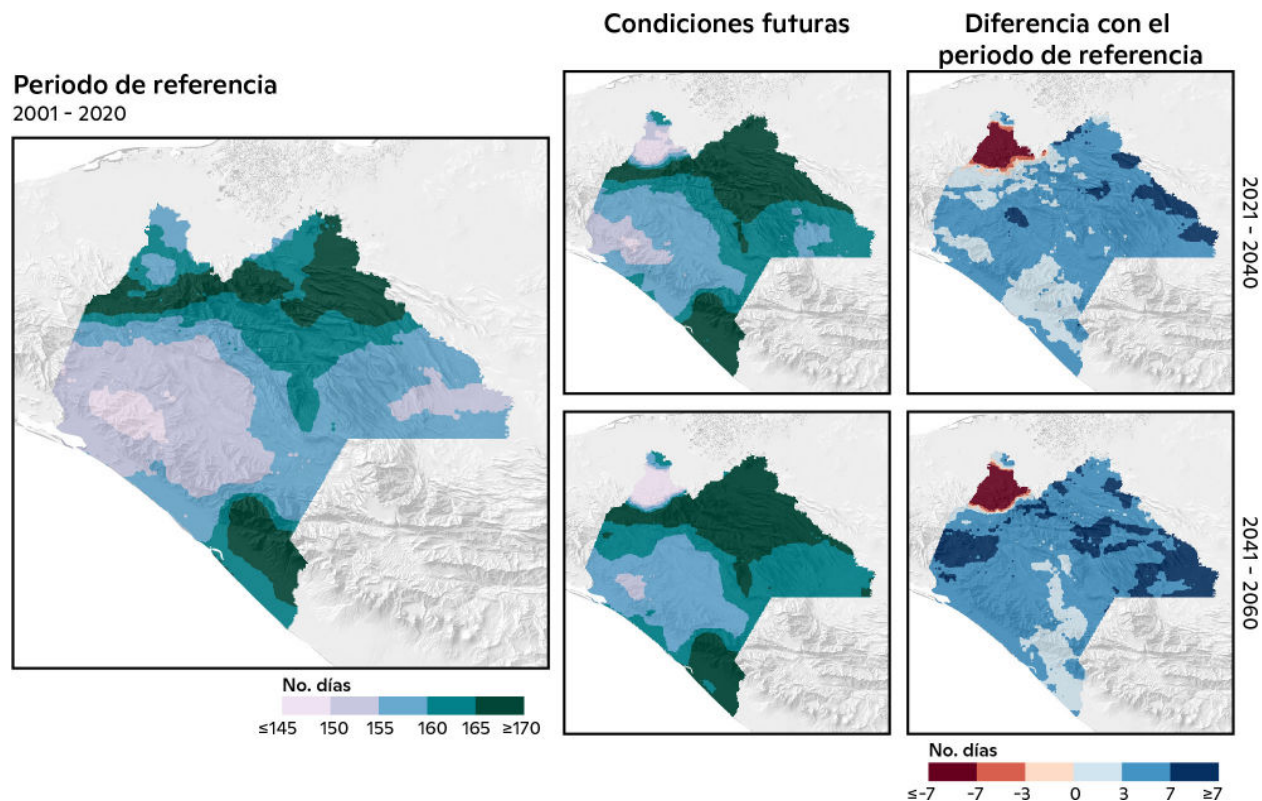 Periodo de referencia
2001 - 2020
No. días
≤145 150 155 160 165 ≥170
Condiciones futuras
Diferencia con el
periodo de referencia
2021 - 2040
2041 - 2060
No. días
≤-7 -7 -3 0 3 7 ≥7